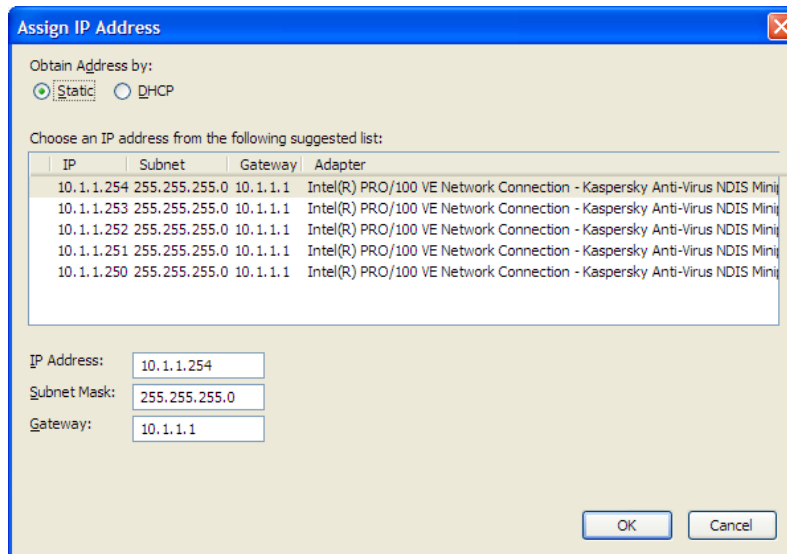 Assign IP Address
Obtain Address by:
Static DHCP
Choose an IP address from the following suggested list:
IP Subnet Gateway Adapter
10.1.1.254 255.255.255.0 10.1.1.1 Intel(R) PRO/100 VE Network Connection - Kaspersky Anti-Virus NDIS
10.1.1.253 255.255.255.0 10.1.1.1 Intel(R) PRO/100 VE Network Connection - Kaspersky Anti-Virus NDIS
10.1.1.252 255.255.255.0 10.1.1.1 Intel(R) PRO/100 VE Network Connection - Kaspersky Anti-Virus NDIS
10.1.1.251 255.255.255.0 10.1.1.1 Intel(R) PRO/100 VE Network Connection - Kaspersky Anti-Virus NDIS
10.1.1.250 255.255.255.0 10.1.1.1 Intel(R) PRO/100 VE Network Connection - Kaspersky Anti-Virus NDIS
IP Address: 10.1.1.254
Subnet Mask: 255.255.255.0
Gateway: 10.1.1.1
OK Cancel